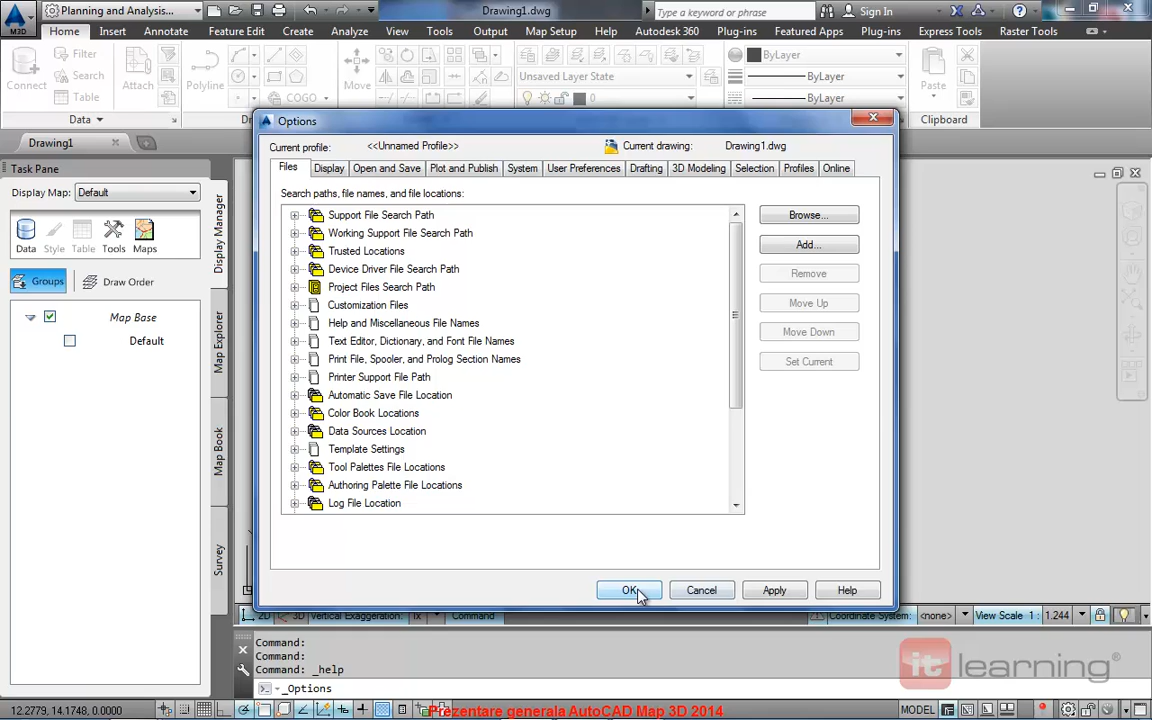 Planning and Analysis...
Drawing1.dwg
Type a keyword or phrase
Sign In
M3D
Home Insert Annotate Feature Edit Create Analyze View Tools Output Map Setup Help Autodesk 360 Plug-ins Featured Apps Plug-ins Express Tools Raster Tools
Connect
Filter
Search
Table
Attach
Polyline
COGO
Move
Unsaved Layer State
0
ByLayer
ByLayer
ByLayer
Paste
Data
Clipboard
Drawing1
Task Pane
Display Map: Default
Data Style Table Tools Maps
Groups Draw Order
Map Base
Default
Display Manager
Map Explorer
Map Book
Survey
Options
Current profile: <<Unnamed Profile>> Current drawing: Drawing1.dwg
Files Display Open and Save Plot and Publish System User Preferences Drafting 3D Modeling Selection Profiles Online
Search paths, file names, and file locations:
Support File Search Path
Working Support File Search Path
Trusted Locations
Device Driver File Search Path
Project Files Search Path
Customization Files
Help and Miscellaneous File Names
Text Editor, Dictionary, and Font File Names
Print File, Spooler, and Prolog Section Names
Printer Support File Path
Automatic Save File Location
Color Book Locations
Data Sources Location
Template Settings
Tool Palettes File Locations
Authoring Palette File Locations
Log File Location
Browse...
Add...
Remove
Move Up
Move Down
Set Current
OK Cancel Apply Help
2D 3D Vertical Exaggeration: Command Coordinate System: <none> View Scale 1: 1.244
Command:
Command:
Command: _help
_Options
it learning®
12.2779, 14.1748, 0.0000
Prezentare generala AutoCAD Map 3D 2014
MODEL